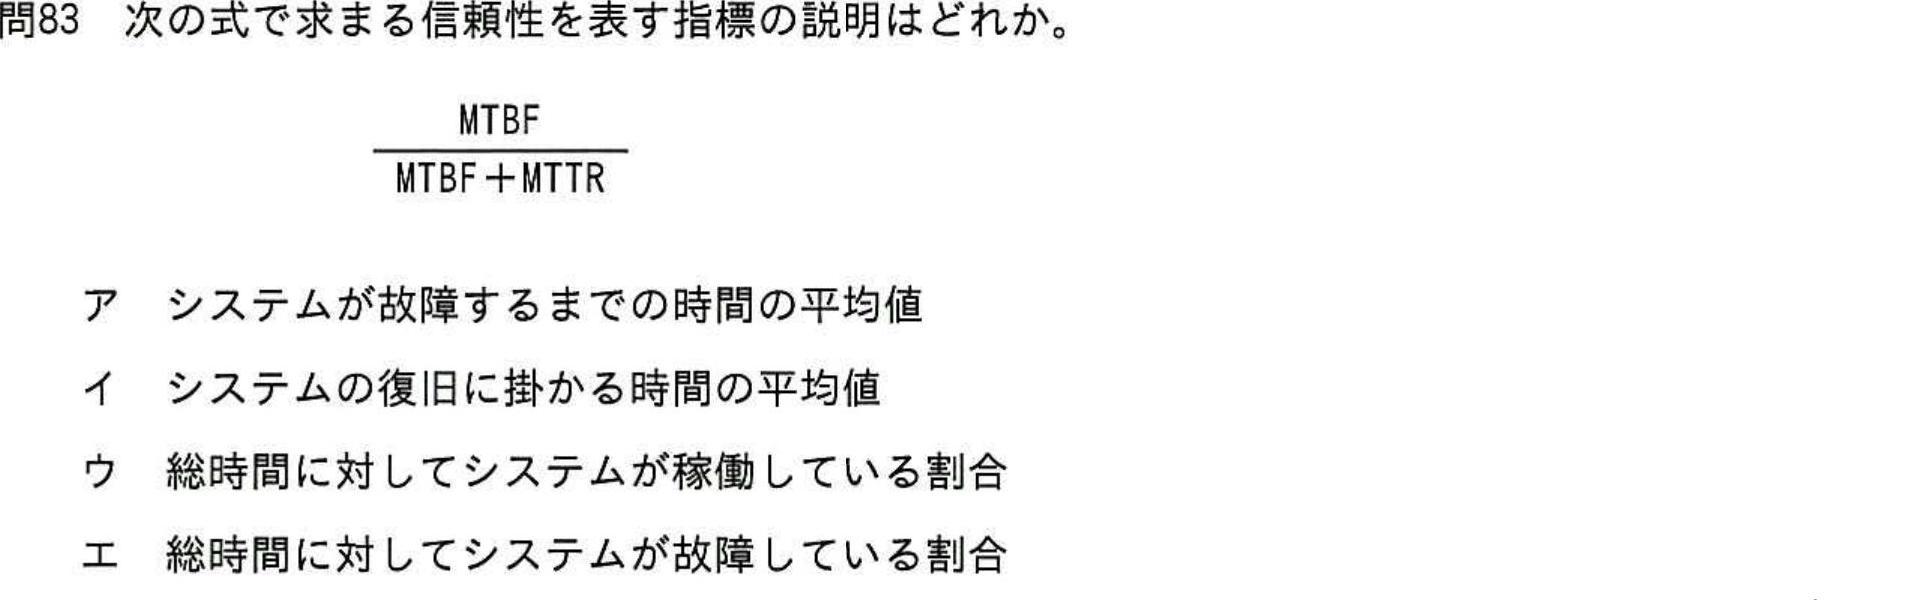 問83 次の式で求まる信頼性を表す指標の説明はどれか。
MTBF
MTBF+MTTR
ア システムが故障するまでの時間の平均値
イ システムの復旧に掛かる時間の平均値
ウ 総時間に対してシステムが稼働している割合
エ 総時間に対してシステムが故障している割合